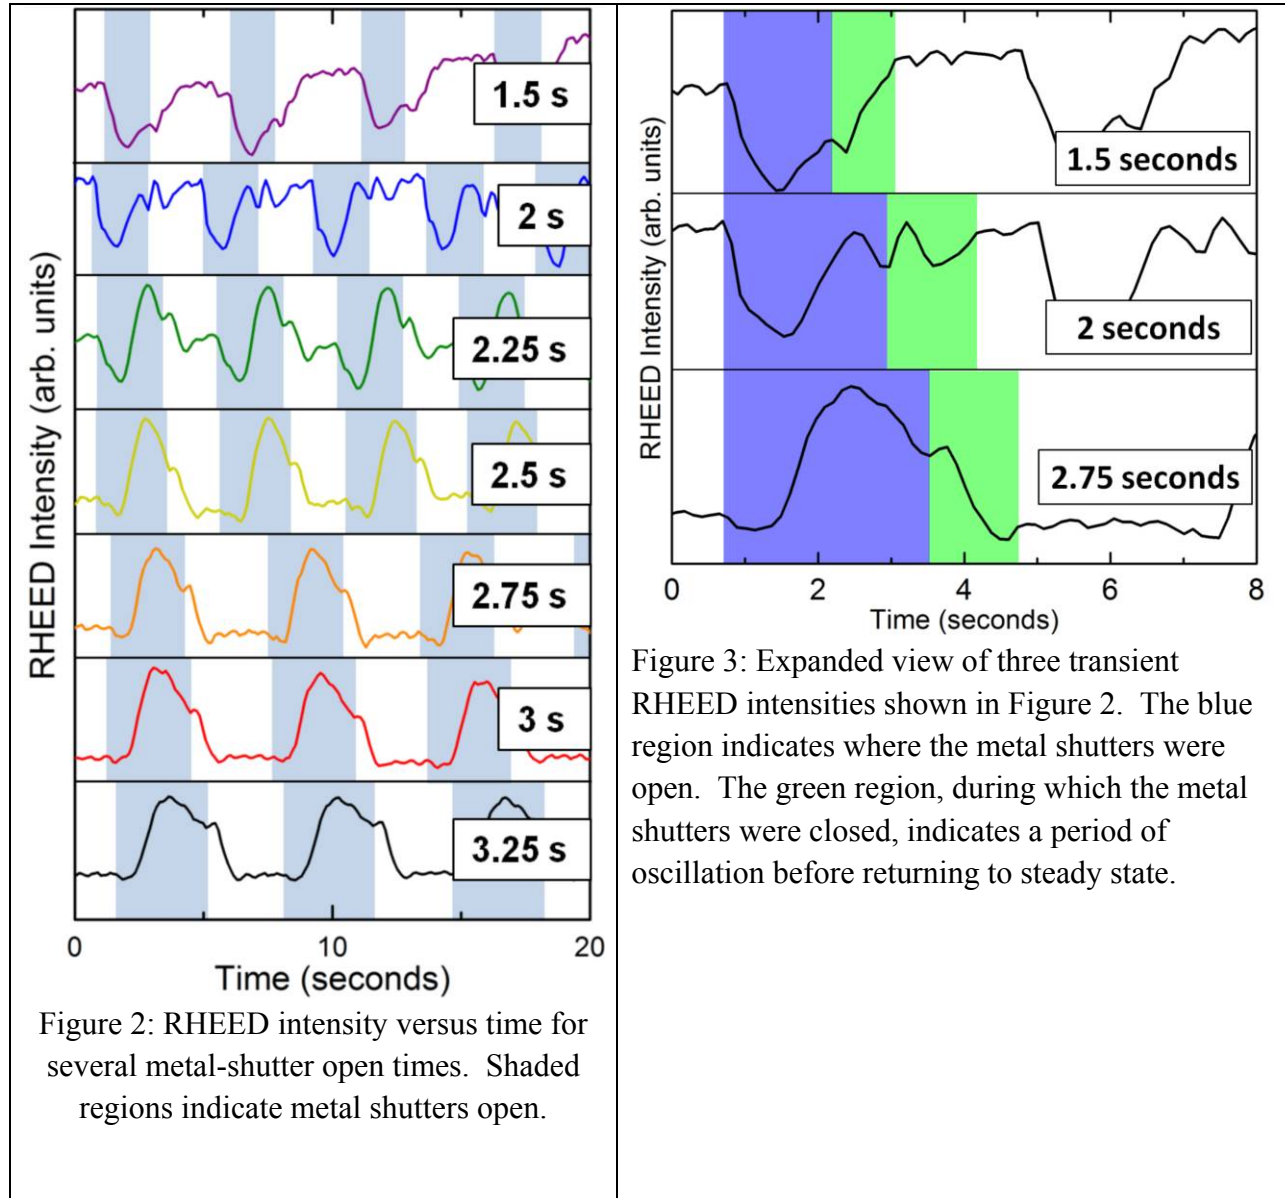 RHEED Intensity (arb. units)
1.5 s
2 s
2.25 s
2.5 s
2.75 s
3 s
3.25 s
0
10
20
Time (seconds)
Figure 2: RHEED intensity versus time for
several metal-shutter open times. Shaded
regions indicate metal shutters open.
RHEED Intensity (arb. units)
1.5 seconds
2 seconds
2.75 seconds
0
2
4
6
8
Time (seconds)
Figure 3: Expanded view of three transient
RHEED intensities shown in Figure 2. The blue
region indicates where the metal shutters were
open. The green region, during which the metal
shutters were closed, indicates a period of
oscillation before returning to steady state.